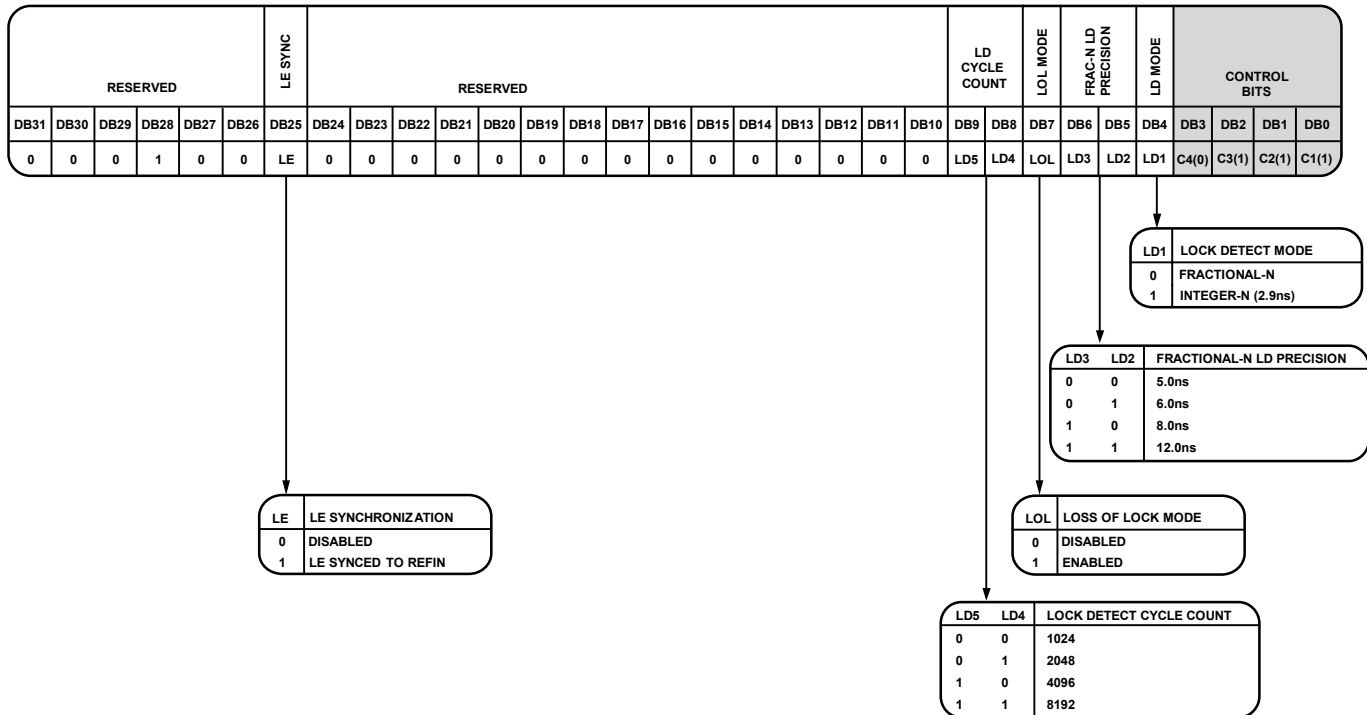 RESERVED
LE SYNC
RESERVED
LD
CYCLE
COUNT
LOL MODE
FRAC-N LD
PRECISION
LD MODE
CONTROL
BITS
DB31 DB30 DB29 DB28 DB27 DB26 DB25 DB24 DB23 DB22 DB21 DB20 DB19 DB18 DB17 DB16 DB15 DB14 DB13 DB12 DB11 DB10 DB9 DB8 DB7 DB6 DB5 DB4 DB3 DB2 DB1 DB0
0 0 0 1 0 0 LE 0 0 0 0 0 0 0 0 0 0 0 0 0 0 0 LD5 LD4 LOL LD3 LD2 LD1 C4(0) C3(1) C2(1) C1(1)
LD1 LOCK DETECT MODE
0 FRACTIONAL-N
1 INTEGER-N (2.9ns)
LD3 LD2 FRACTIONAL-N LD PRECISION
0 0 5.0ns
0 1 6.0ns
1 0 8.0ns
1 1 12.0ns
LE LE SYNCHRONIZATION
0 DISABLED
1 LE SYNCED TO REFIN
LOL LOSS OF LOCK MODE
0 DISABLED
1 ENABLED
LD5 LD4 LOCK DETECT CYCLE COUNT
0 0 1024
0 1 2048
1 0 4096
1 1 8192